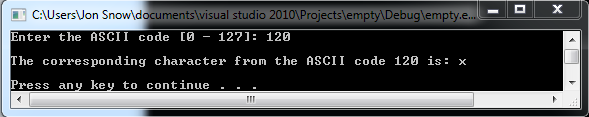 C:\Users\Jon Snow\documents\visual studio 2010\Projects\empty\Debug\empty.e...
Enter the ASCII code [0 - 127]: 120
The corresponding character from the ASCII code 120 is: x
Press any key to continue . . .